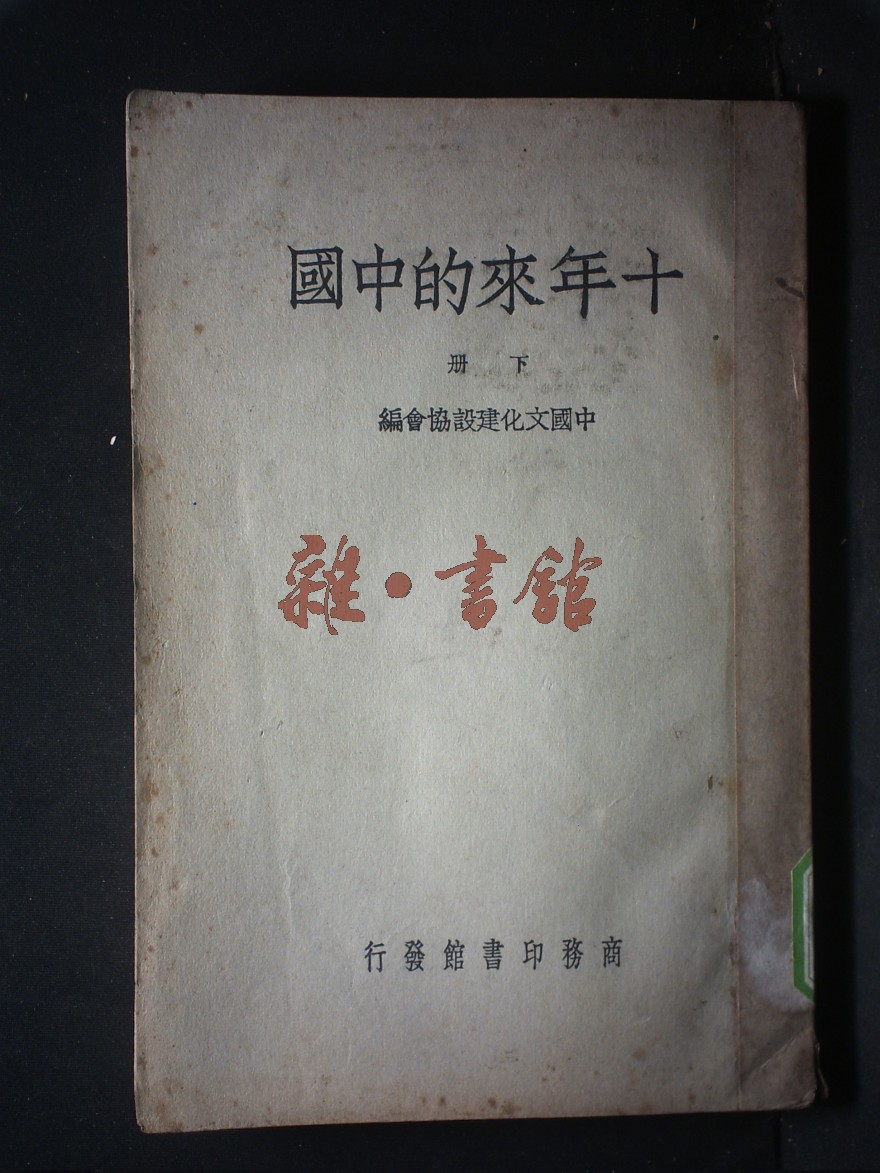 十年來的中國
下册
中國文化建設協會編
雜·書館
商務印書館發行